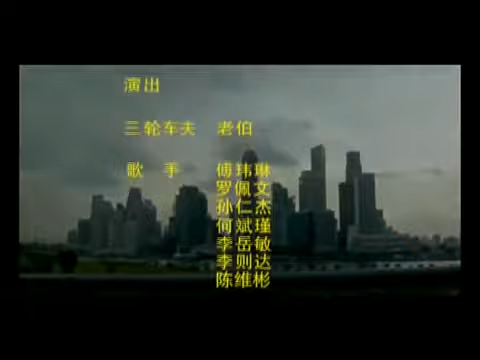 演出
三轮车夫 老伯
歌 手 傅玮琳
罗佩文
孙仁杰
何斌瑾
李岳敏
李则达
陈维彬